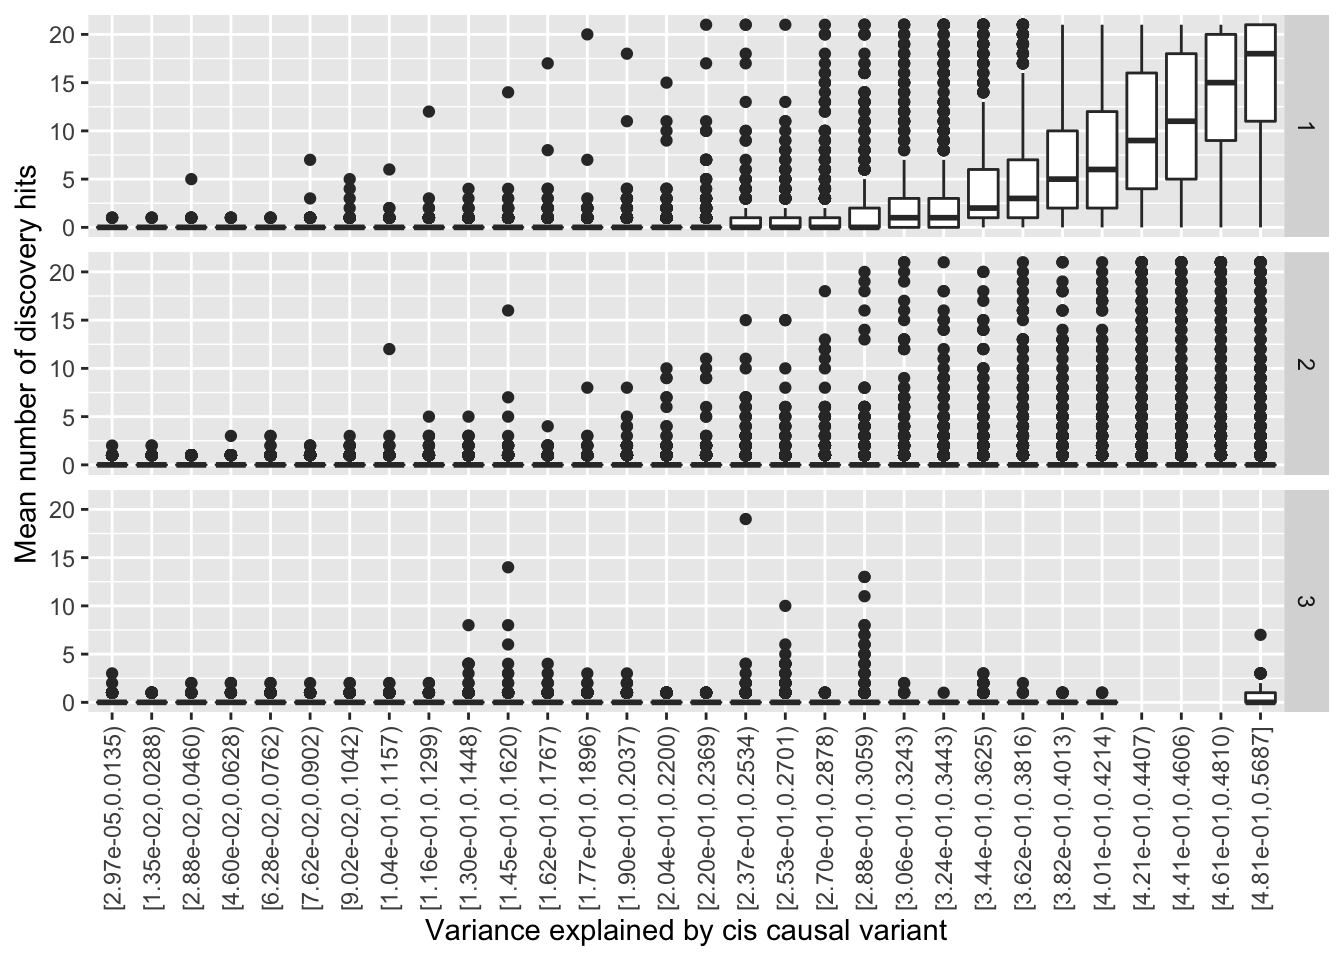 Mean number of discovery hits
20
15
10
5
0
1
20
15
10
5
0
2
20
15
10
5
0
3
[2.97e-05,0.0135)
[1.35e-02,0.0288)
[2.88e-02,0.0460)
[4.60e-02,0.0628)
[6.28e-02,0.0762)
[7.62e-02,0.0902)
[9.02e-02,0.1042)
[1.04e-01,0.1157)
[1.16e-01,0.1299)
[1.30e-01,0.1448)
[1.45e-01,0.1620)
[1.62e-01,0.1767)
[1.77e-01,0.1896)
[1.90e-01,0.2037)
[2.04e-01,0.2200)
[2.20e-01,0.2369)
[2.37e-01,0.2534)
[2.53e-01,0.2701)
[2.70e-01,0.2878)
[2.88e-01,0.3059)
[3.06e-01,0.3243)
[3.24e-01,0.3443)
[3.44e-01,0.3625)
[3.62e-01,0.3816)
[3.82e-01,0.4013)
[4.01e-01,0.4214)
[4.21e-01,0.4407)
[4.41e-01,0.4606)
[4.61e-01,0.4810)
[4.81e-01,0.5687]
Variance explained by cis causal variant